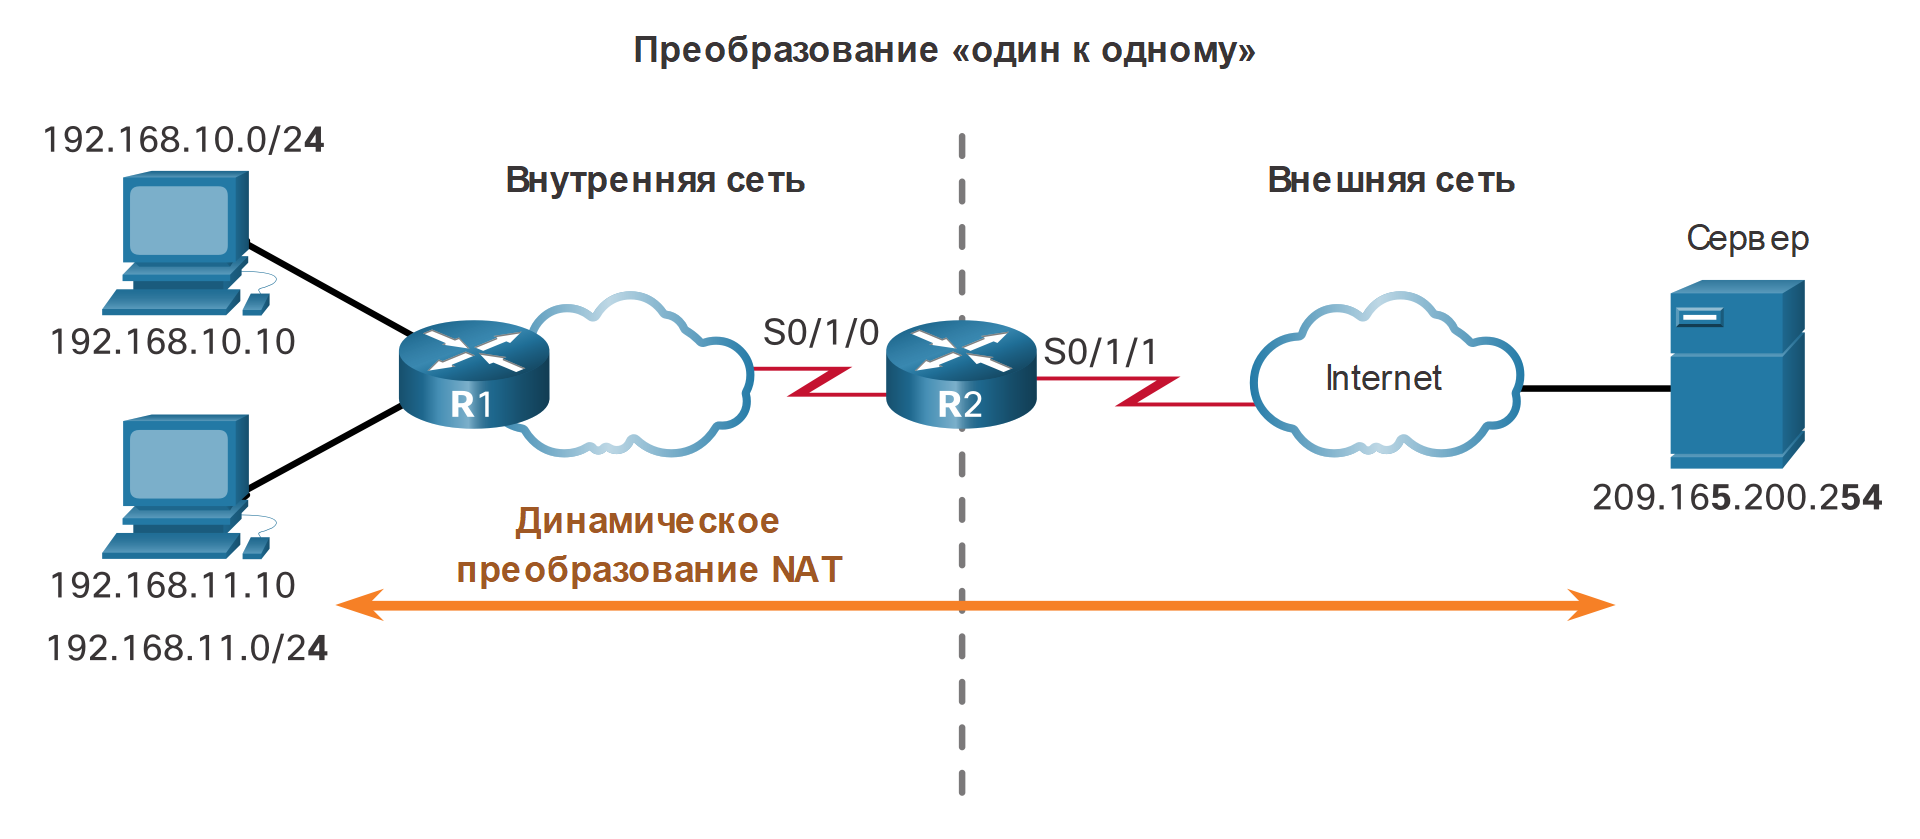 Преобразование «один к одному»
192.168.10.0/24
Внутренняя сеть
Внешняя сеть
Сервер
192.168.10.10
S0/1/0
S0/1/1
Internet
R1
R2
209.165.200.254
Динамическое
преобразование NAT
192.168.11.10
192.168.11.0/24